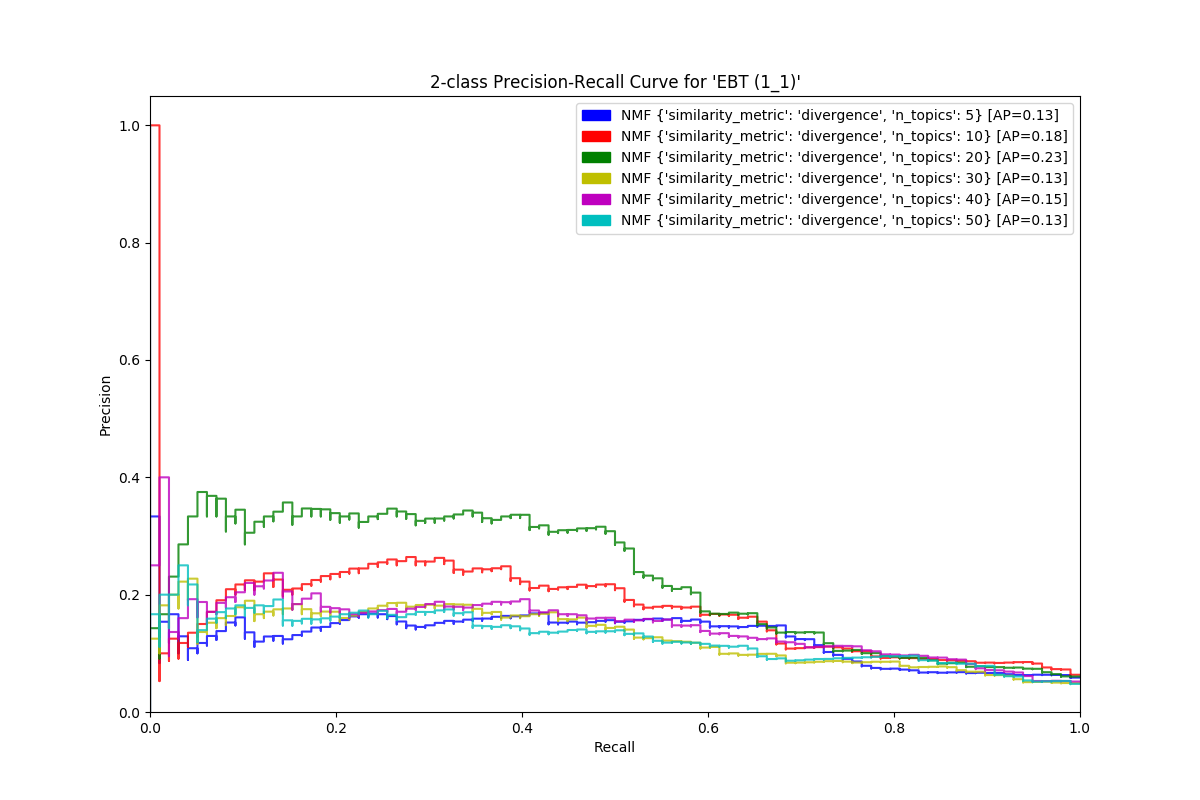 2-class Precision-Recall Curve for 'EBT (1_1)'
NMF {'similarity_metric': 'divergence', 'n_topics': 5} [AP=0.13]
NMF {'similarity_metric': 'divergence', 'n_topics': 10} [AP=0.18]
NMF {'similarity_metric': 'divergence', 'n_topics': 20} [AP=0.23]
NMF {'similarity_metric': 'divergence', 'n_topics': 30} [AP=0.13]
NMF {'similarity_metric': 'divergence', 'n_topics': 40} [AP=0.15]
NMF {'similarity_metric': 'divergence', 'n_topics': 50} [AP=0.13]
Precision
1.0
0.8
0.6
0.4
0.2
0.0
0.0 0.2 0.4 0.6 0.8 1.0
Recall